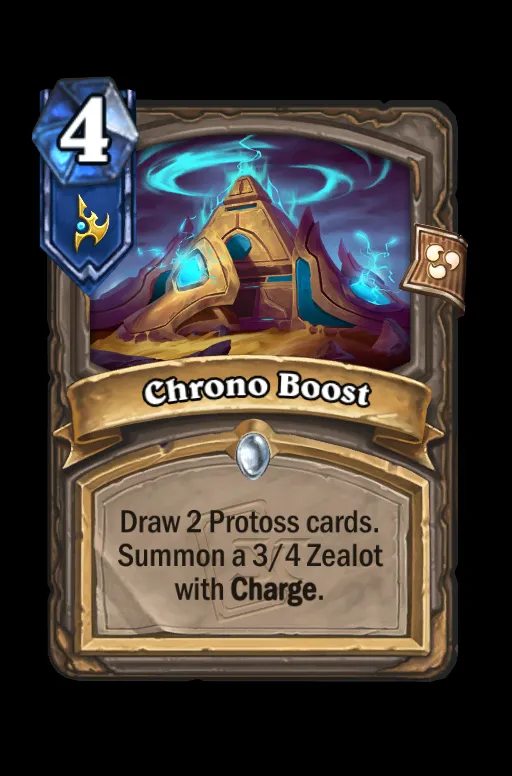 4
Chrono Boost
Draw 2 Protoss cards.
Summon a 3/4 Zealot
with Charge.